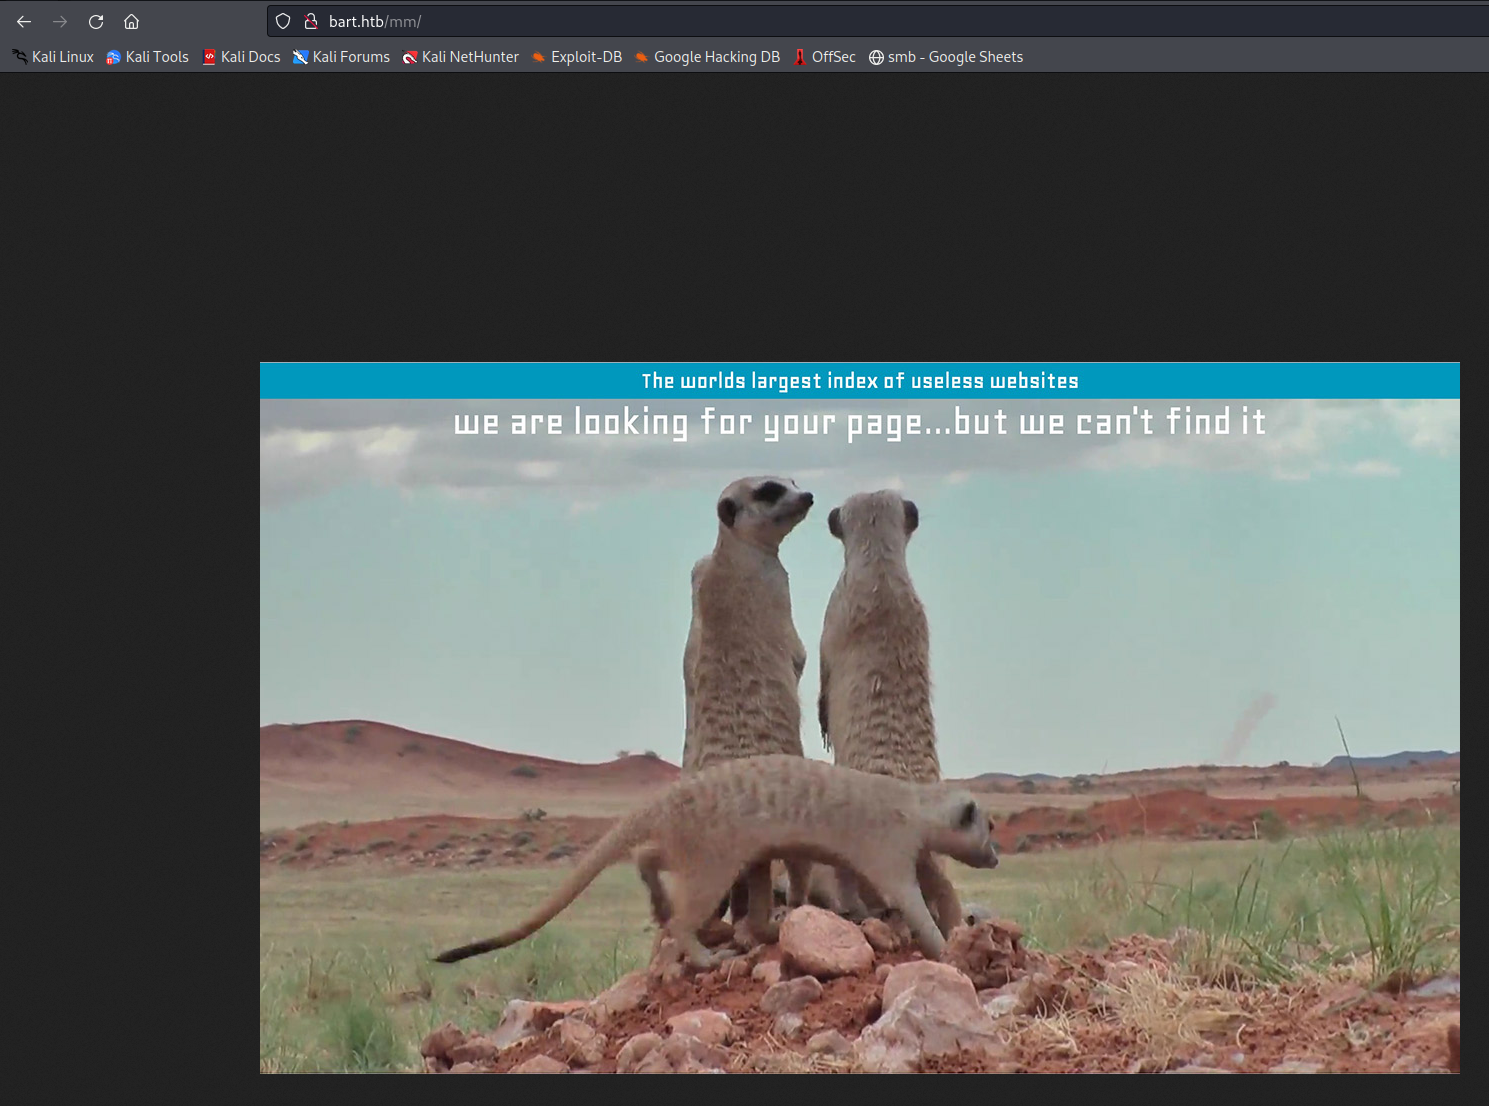 bart.htb/mm/
Kali Linux Kali Tools Kali Docs Kali Forums Kali NetHunter Exploit-DB Google Hacking DB OffSec smb - Google Sheets
The worlds largest index of useless websites
we are looking for your page...but we can't find it